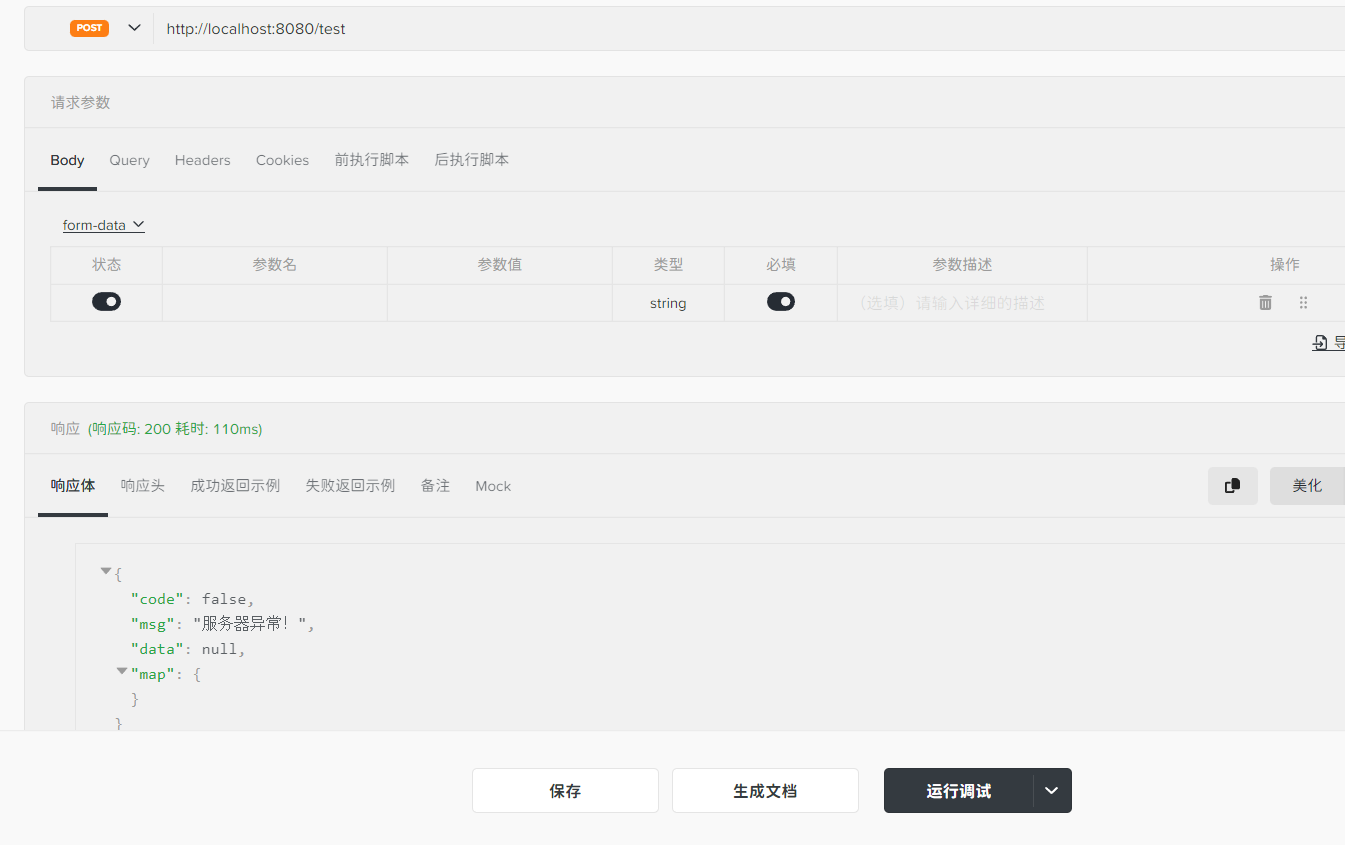 POST http://localhost:8080/test
请求参数
Body Query Headers Cookies 前执行脚本 后执行脚本
form-data
状态 参数名 参数值 类型 必填 参数描述 操作
string (选填)请输入详细的描述
导
响应 (响应码: 200 耗时: 110ms)
响应体 响应头 成功返回示例 失败返回示例 备注 Mock 美化
{
"code": false,
"msg": "服务器异常！",
"data": null,
"map": {
}
}
保存 生成文档 运行调试